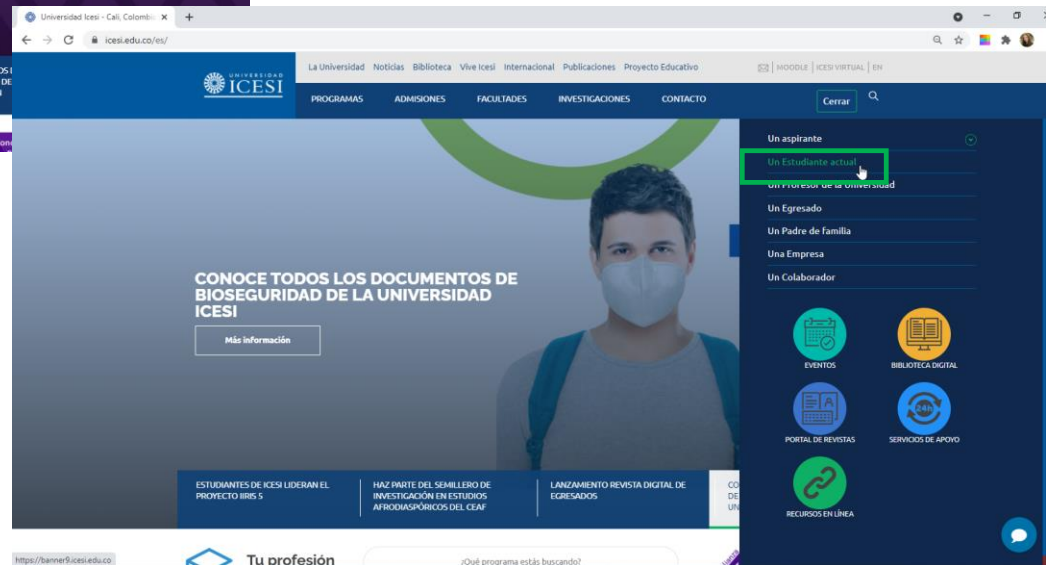 Universidad Icesi - Cali, Colombi
icesi.edu.co/es/
La Universidad Noticias Biblioteca Vive Icesi Internacional Publicaciones Proyecto Educativo
MOODLE | ICESI VIRTUAL | EN
UNIVERSIDAD
ICESI
PROGRAMAS ADMISIONES FACULTADES INVESTIGACIONES CONTACTO
Cerrar
Un aspirante
Un Estudiante actual
Un Profesor de la Universidad
Un Egresado
Un Padre de familia
Una Empresa
Un Colaborador
CONOCE TODOS LOS DOCUMENTOS DE
BIOSEGURIDAD DE LA UNIVERSIDAD
ICESI
Más información
EVENTOS
BIBLIOTECA DIGITAL
A
24h
PORTAL DE REVISTAS
SERVICIOS DE APOYO
RECURSOS EN LÍNEA
ESTUDIANTES DE ICESI LIDERAN EL
PROYECTO IIRIS 5
HAZ PARTE DEL SEMILLERO DE
INVESTIGACIÓN EN ESTUDIOS
AFRODIASPÓRICOS DEL CEAF
LANZAMIENTO REVISTA DIGITAL DE
EGRESADOS
CO
DE
UN
https://banner9.icesi.edu.co
Tu profesión
¿Qué programa estás buscando?